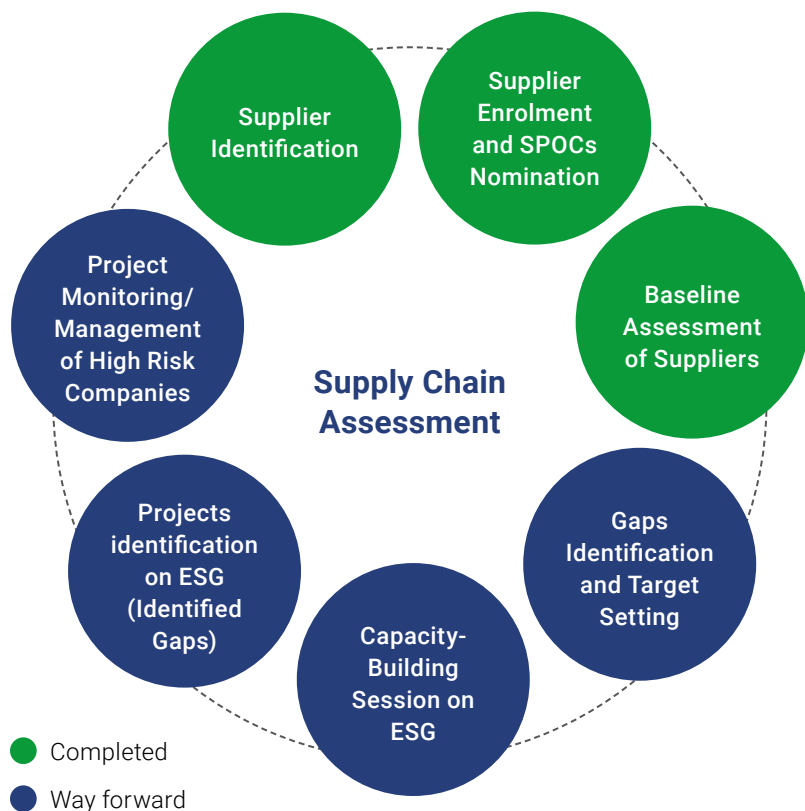 Supplier
Identification
Supplier
Enrolment
and SPOCs
Nomination
Baseline
Assessment
of Suppliers
Gaps
Identification
and Target
Setting
Capacity-
Building
Session on
ESG
Projects
identification
on ESG
(Identified
Gaps)
Project
Monitoring/
Management
of High Risk
Companies
Supply Chain
Assessment
Completed
Way forward